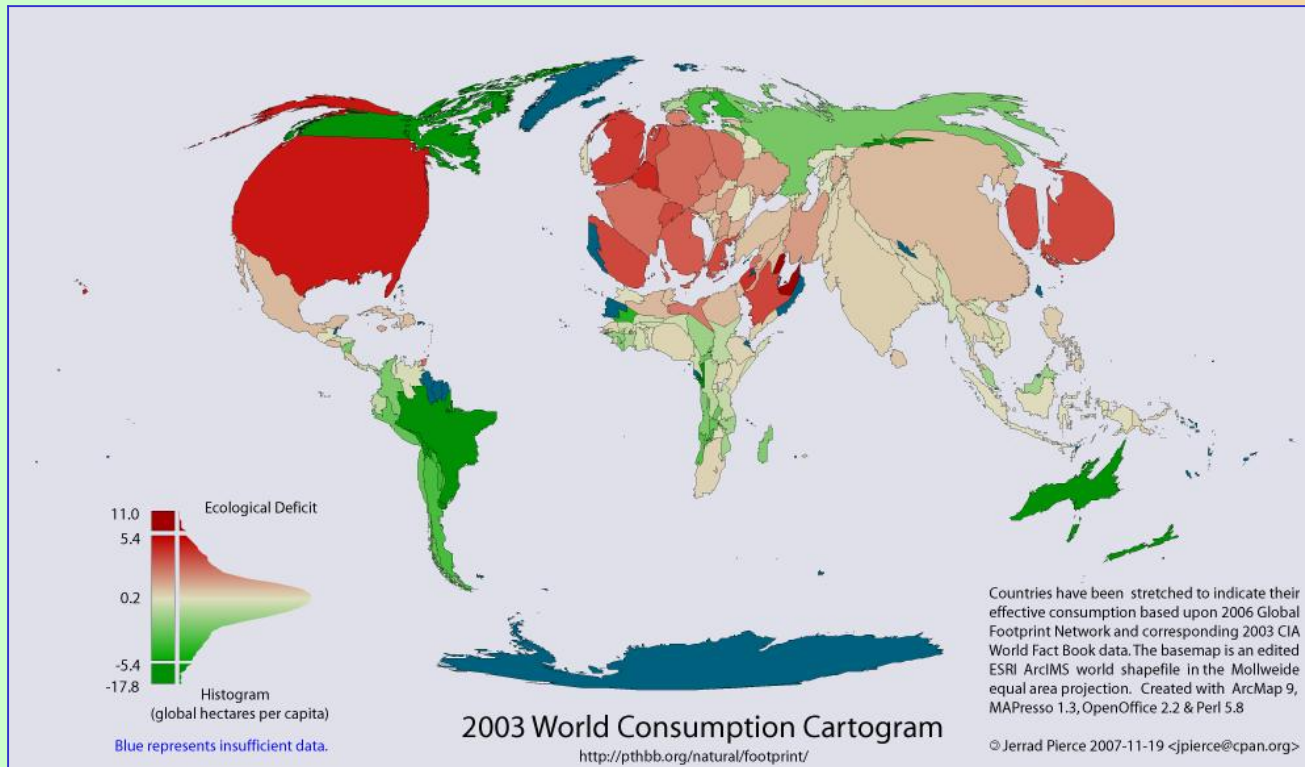 11.0
5.4
0.2
-5.4
-17.8
Ecological Deficit
Histogram
(global hectares per capita)
Blue represents insufficient data.
2003 World Consumption Cartogram
http://pthbb.org/natural/footprint/
Countries have been stretched to indicate their
effective consumption based upon 2006 Global
Footprint Network and corresponding 2003 CIA
World Fact Book data. The basemap is an edited
ESRI ArcIMS world shapefile in the Mollweide
equal area projection. Created with ArcMap 9,
MAPresso 1.3, OpenOffice 2.2 & Perl 5.8
© Jerrad Pierce 2007-11-19 <jpierce@cpan.org>